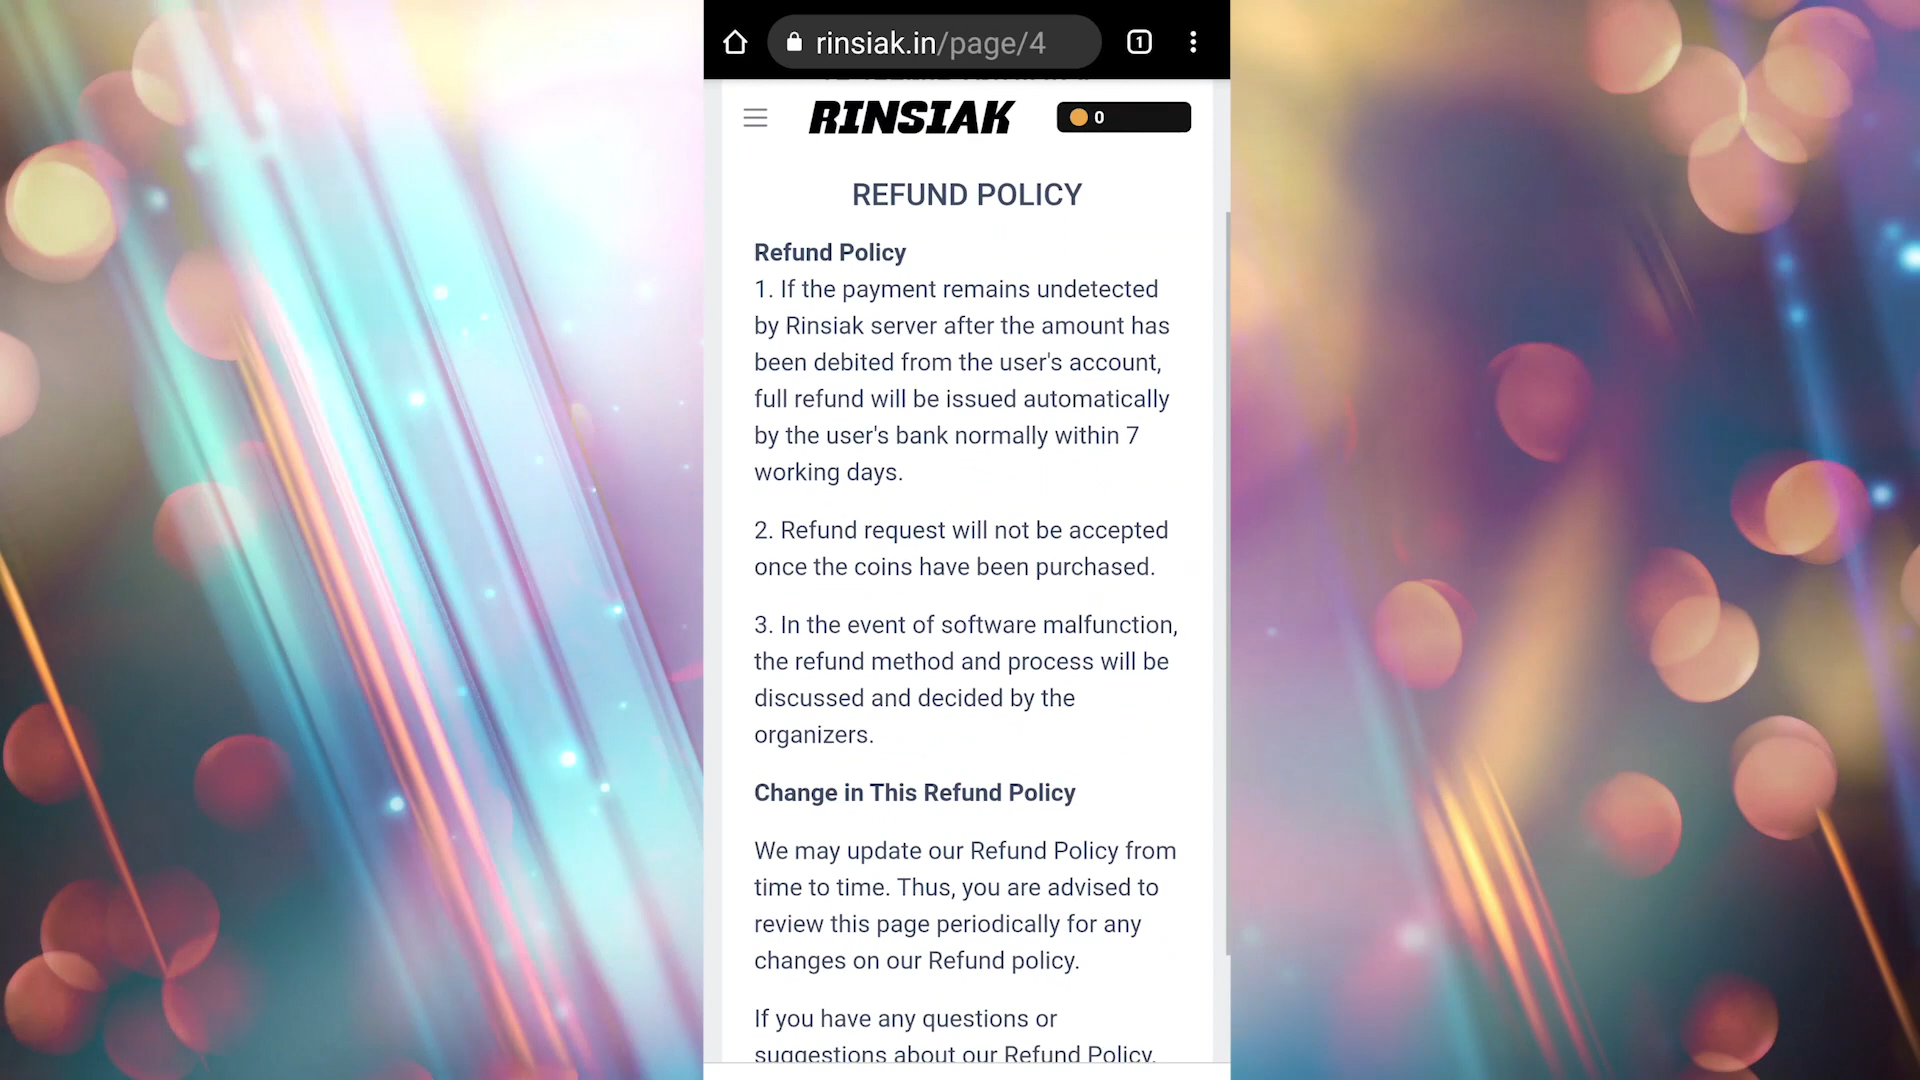 rinsiak.in/page/4
1
RINSIAK
0
REFUND POLICY
Refund Policy
1. If the payment remains undetected
by Rinsiak server after the amount has
been debited from the user's account,
full refund will be issued automatically
by the user's bank normally within 7
working days.
2. Refund request will not be accepted
once the coins have been purchased.
3. In the event of software malfunction,
the refund method and process will be
discussed and decided by the
organizers.
Change in This Refund Policy
We may update our Refund Policy from
time to time. Thus, you are advised to
review this page periodically for any
changes on our Refund policy.
If you have any questions or
suggestions about our Refund Policy,